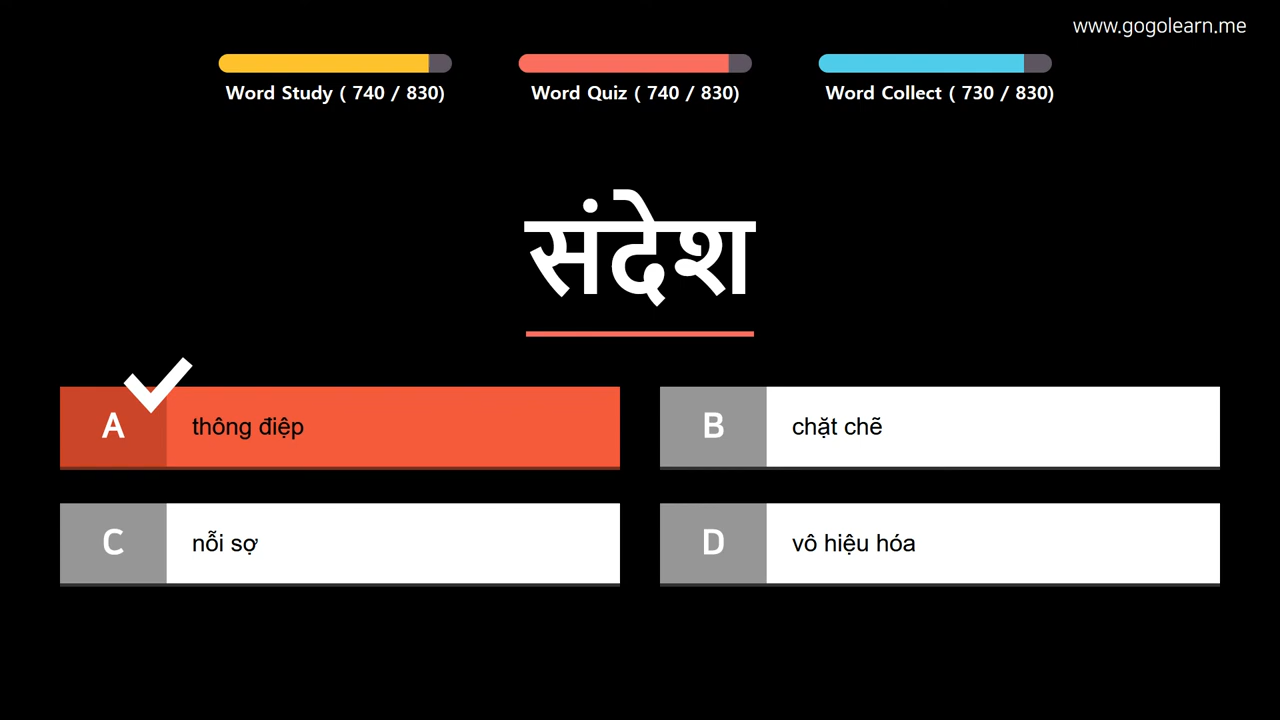 www.gogolearn.me
Word Study ( 740 / 830)
Word Quiz ( 740 / 830)
Word Collect ( 730 / 830)
संदेश
A thông điệp
B chặt chẽ
C nỗi sợ
D vô hiệu hóa